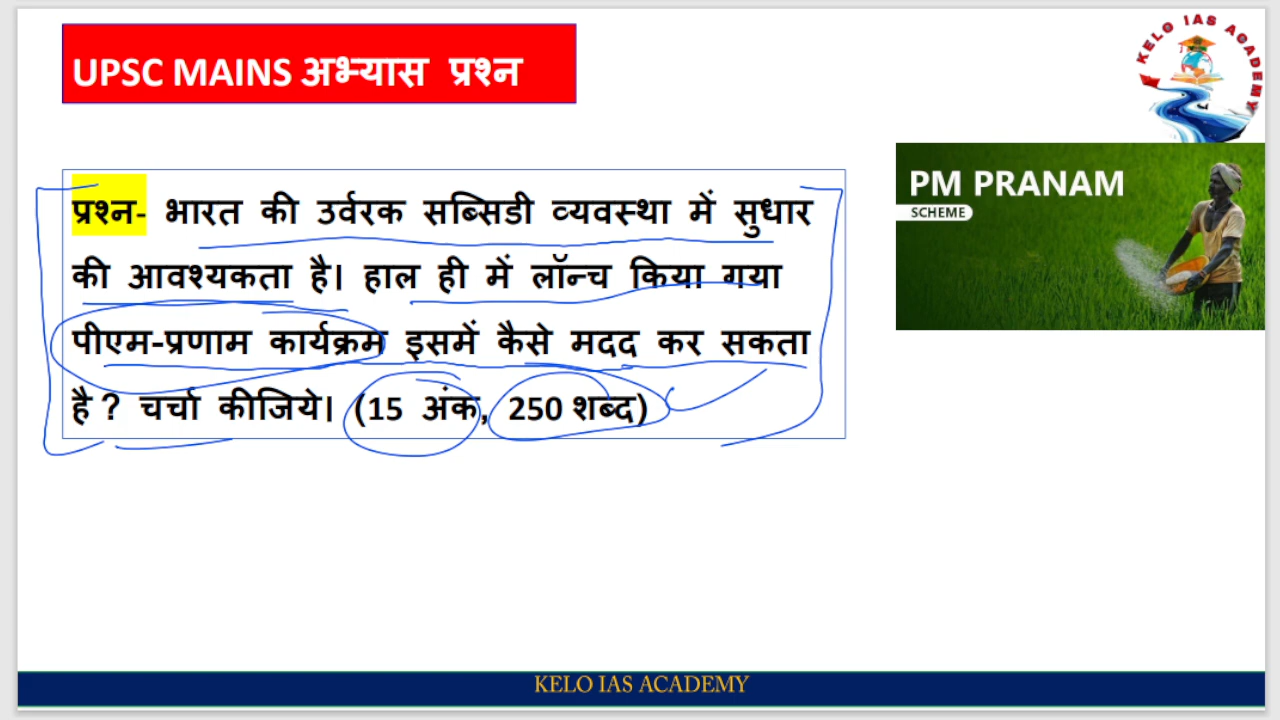 UPSC MAINS अभ्यास प्रश्न
KELO IAS ACADEMY
PM PRANAM
SCHEME
प्रश्न- भारत की उर्वरक सब्सिडी व्यवस्था में सुधार
की आवश्यकता है। हाल ही में लॉन्च किया गया
पीएम-प्रणाम कार्यक्रम इसमें कैसे मदद कर सकता
है ? चर्चा कीजिये। (15 अंक, 250 शब्द)
KELO IAS ACADEMY